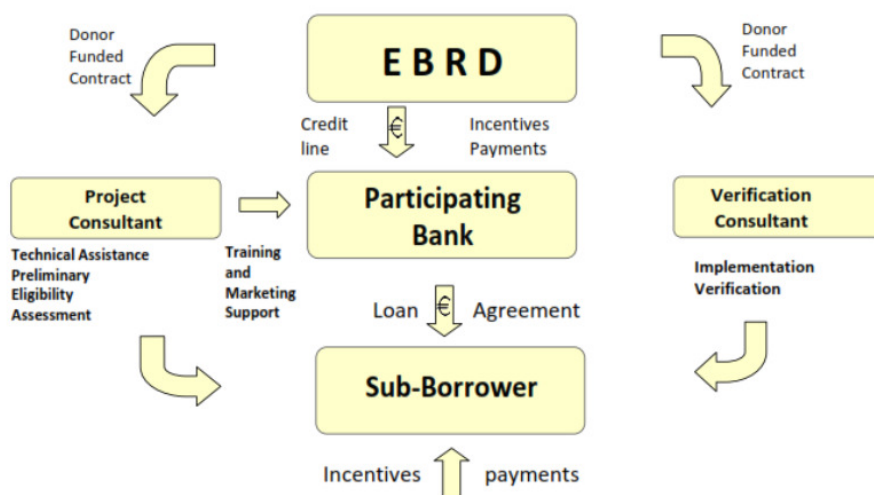 Donor
Funded
Contract
E B R D
Donor
Funded
Contract
Credit
line
€
Incentives
Payments
Project
Consultant
Participating
Bank
Verification
Consultant
Technical Assistance
Preliminary
Eligibility
Assessment
Training
and
Marketing
Support
Implementation
Verification
Loan € Agreement
Sub-Borrower
Incentives payments